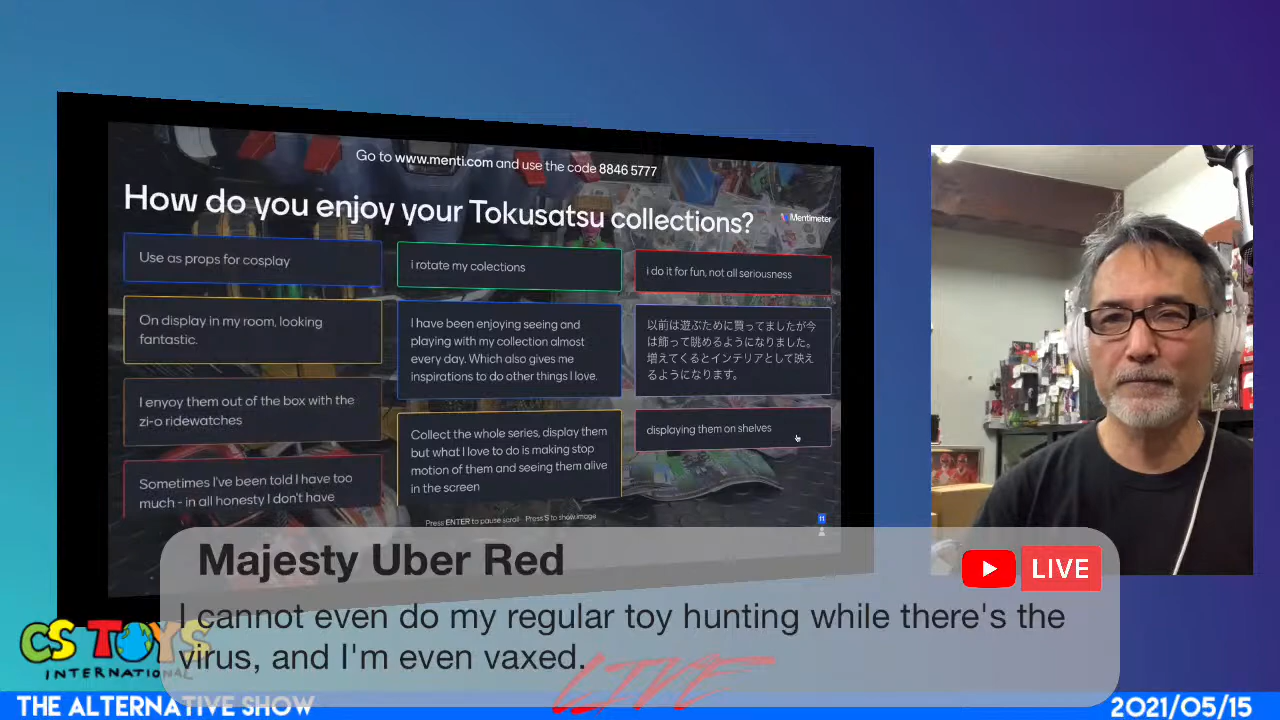 Go to www.menti.com and use the code 8846 5777
How do you enjoy your Tokusatsu collections?
Mentimeter
Use as props for cosplay
On display in my room, looking
fantastic.
I enyoy them out of the box with the
zi-o ridewatches
Sometimes I've been told I have too
much - in all honesty I don't have
i rotate my colections
I have been enjoying seeing and
playing with my collection almost
every day. Which also gives me
inspirations to do other things I love.
Collect the whole series, display them
but what I love to do is making stop
motion of them and seeing them alive
in the screen
i do it for fun, not all seriousness
以前は遊ぶために買ってましたが今
は飾って眺めるようになりました。
増えてくるとインテリアとして映え
るようになります。
displaying them on shelves
Press ENTER to pause scroll Press S to show image
11
Majesty Uber Red
LIVE
I cannot even do my regular toy hunting while there's the
virus, and I'm even vaxed.
CS TOYS
INTERNATIONAL
LIVE
THE ALTERNATIVE SHOW
2021/05/15